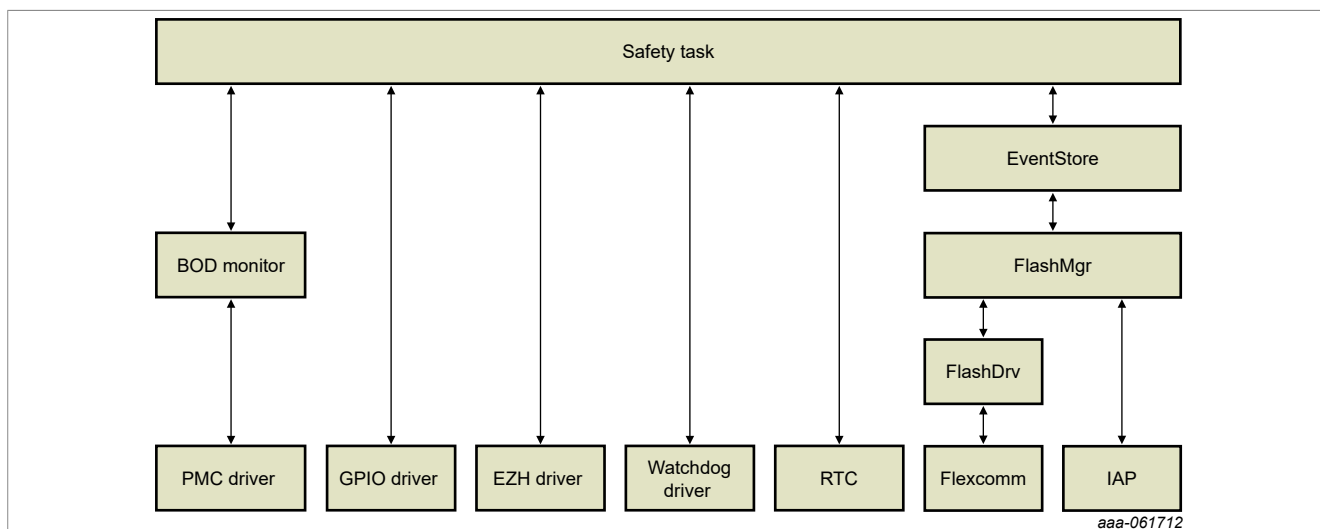 Safety task
EventStore
BOD monitor
FlashMgr
FlashDrv
PMC driver
GPIO driver
EZH driver
Watchdog
driver
RTC
Flexcomm
IAP
aaa-061712